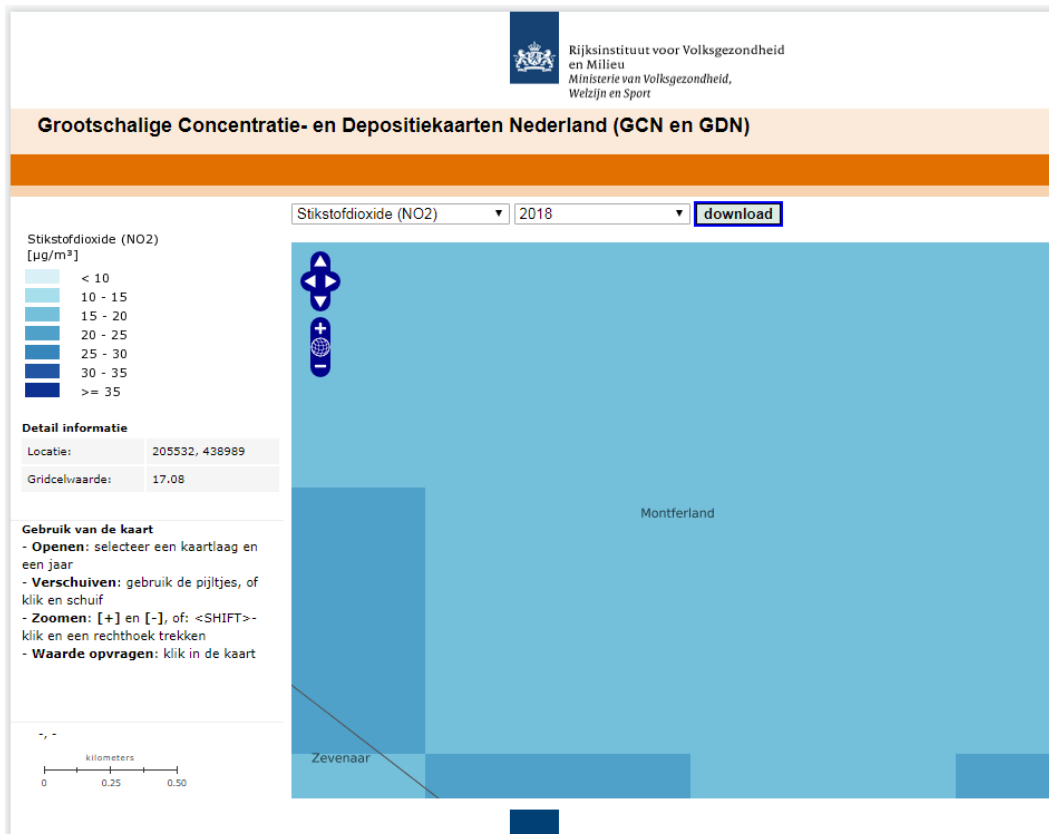 Rijksinstituut voor Volksgezondheid
en Milieu
Ministerie van Volksgezondheid,
Welzijn en Sport
Grootschalige Concentratie- en Depositiekaarten Nederland (GCN en GDN)
Stikstofdioxide (NO2) 2018 download
Stikstofdioxide (NO2)
[µg/m³]
< 10
10 - 15
15 - 20
20 - 25
25 - 30
30 - 35
>= 35
Detail informatie
Locatie: 205532, 438989
Gridcelwaarde: 17.08
Gebruik van de kaart
- Openen: selecteer een kaartlaag en
een jaar
- Verschuiven: gebruik de pijltjes, of
klik en schuif
- Zoomen: [+] en [-], of: <SHIFT>-
klik en een rechthoek trekken
- Waarde opvragen: klik in de kaart
-, -
kilometers
0 0.25 0.50
Montferland
Zevenaar